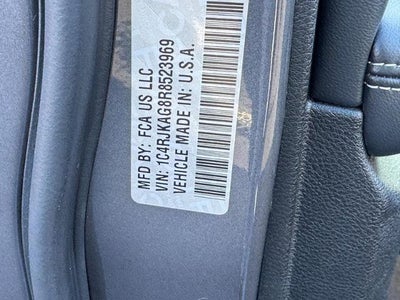 MFD BY: FCA US LLC
VIN: 1C4RJKAG8R8523969
VEHICLE MADE IN: U.S.A.